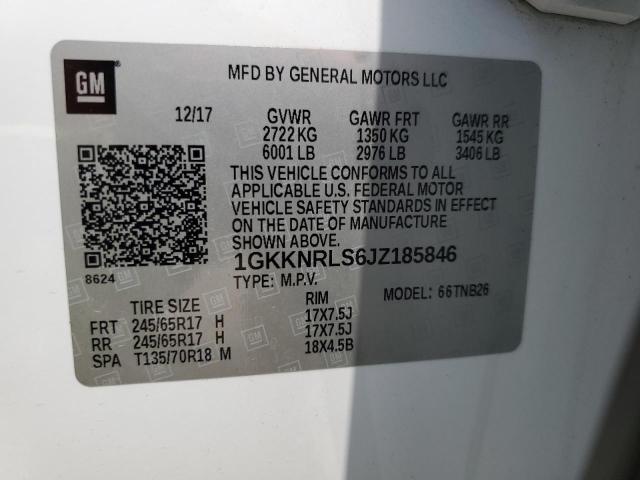 GM
MFD BY GENERAL MOTORS LLC
12/17 GVWR GAWR FRT GAWR RR
2722 KG 1350 KG 1545 KG
6001 LB 2976 LB 3406 LB
THIS VEHICLE CONFORMS TO ALL
APPLICABLE U.S. FEDERAL MOTOR
VEHICLE SAFETY STANDARDS IN EFFECT
ON THE DATE OF MANUFACTURE
SHOWN ABOVE.
8624
1GKKNRLS6JZ185846
TYPE: M.P.V. MODEL: 66TNB26
TIRE SIZE RIM
FRT 245/65R17 H 17X7.5J
RR 245/65R17 H 17X7.5J
SPA T135/70R18 M 18X4.5B